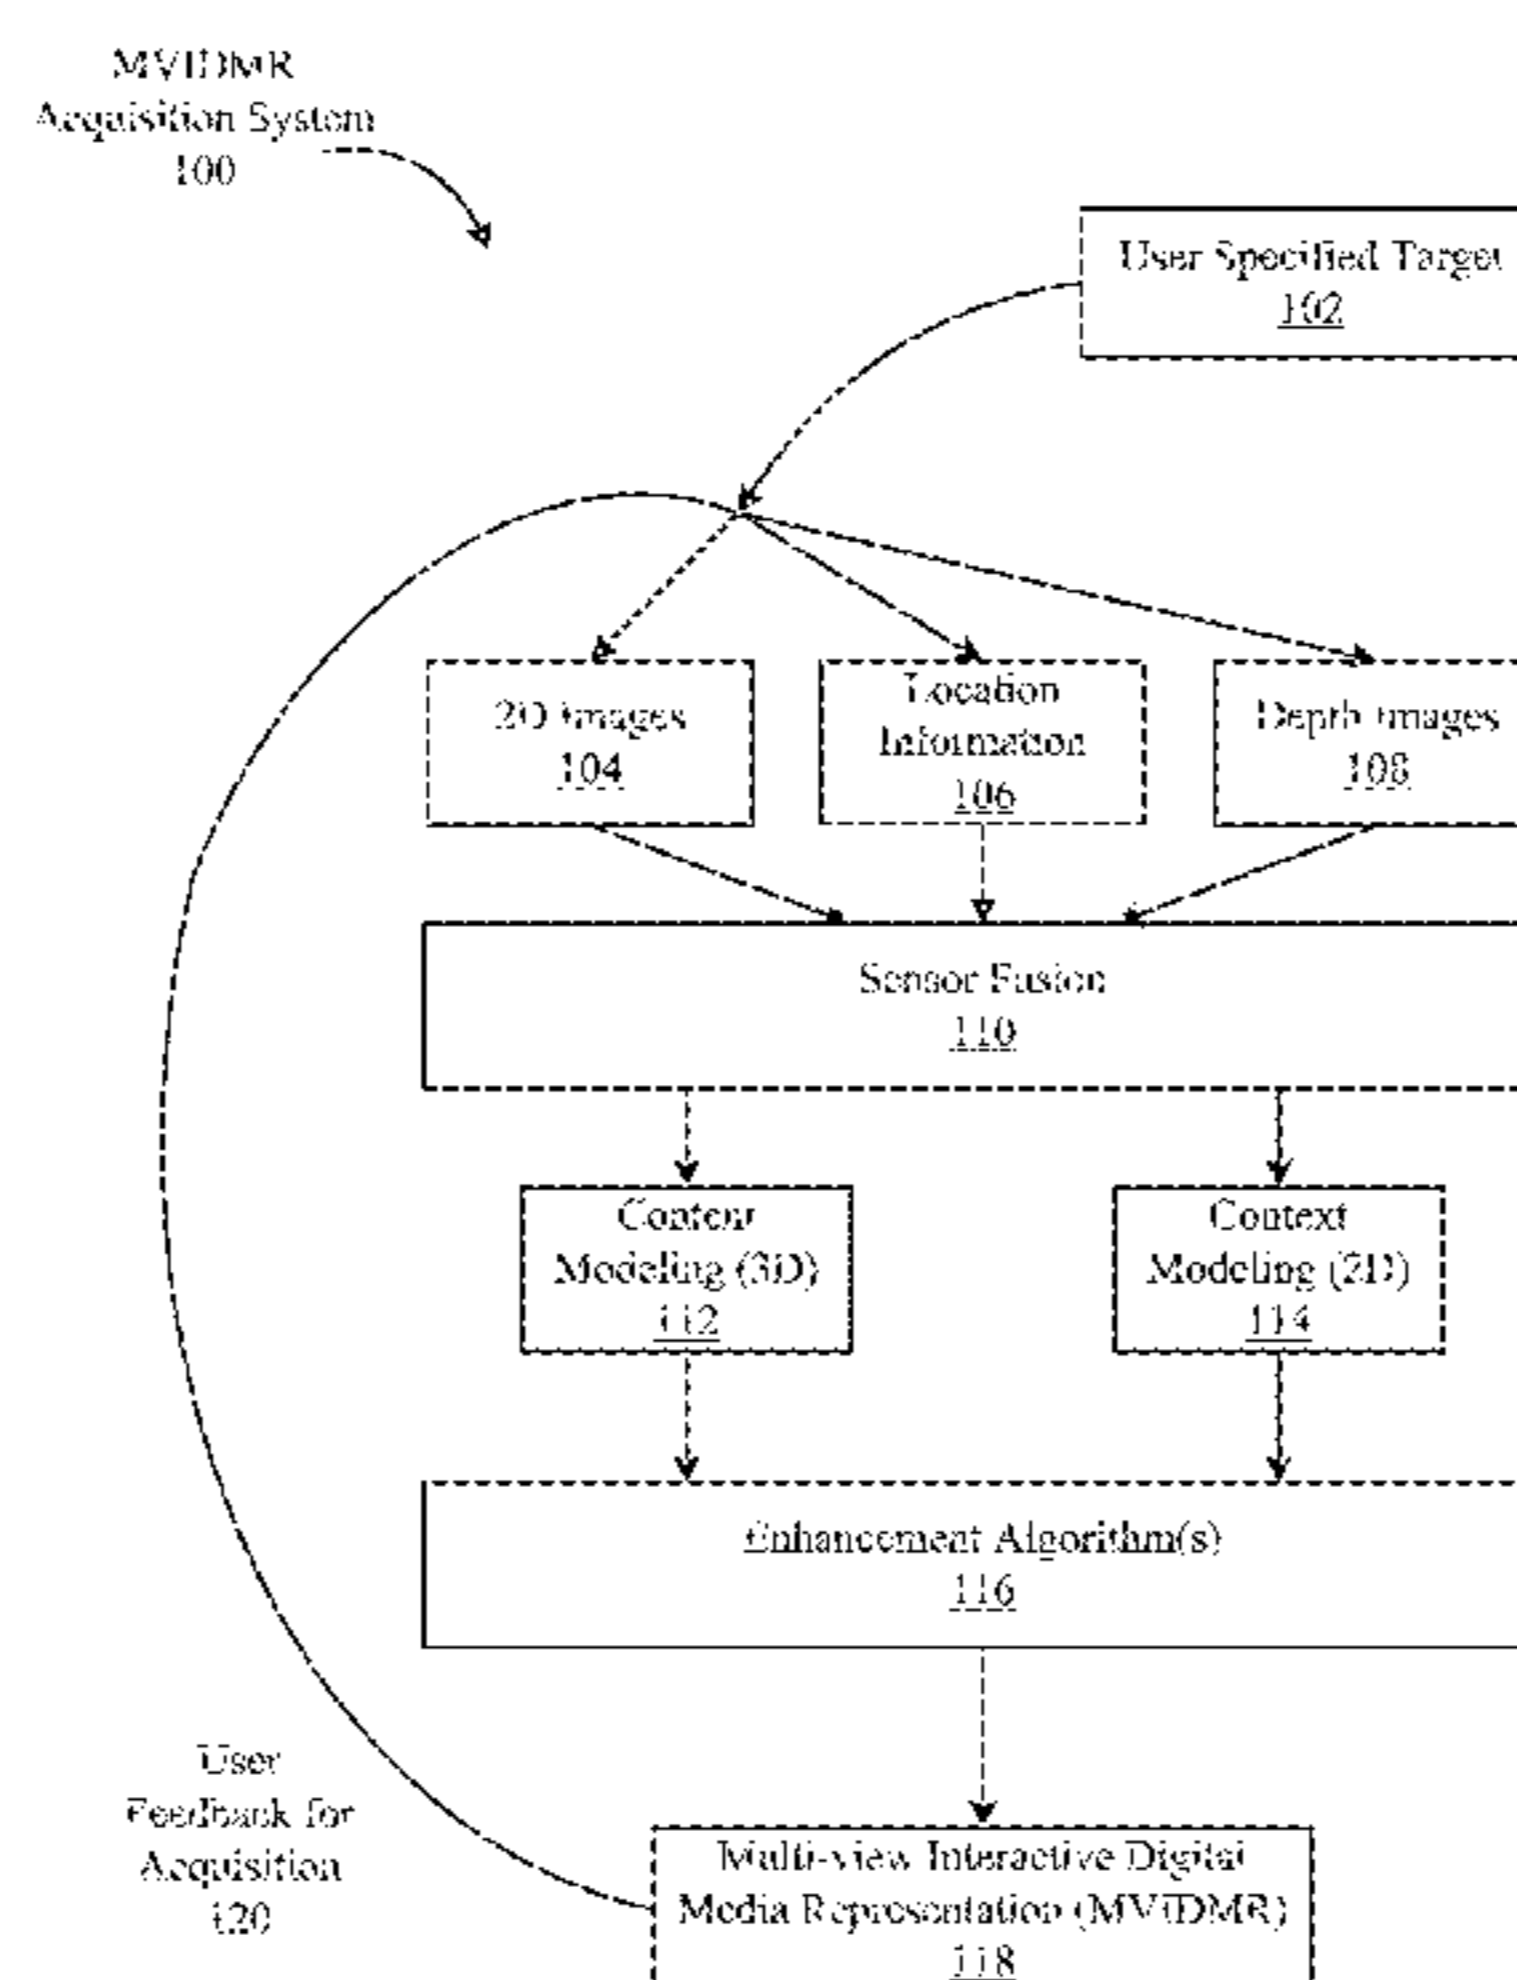 MVIDMR
Acquisition System
100
User Specified Target
102
2D Images
104
Location
Information
106
Depth Images
108
Sensor Fusion
110
Content
Modeling (3D)
112
Context
Modeling (2D)
114
Enhancement Algorithm(s)
116
User
Feedback for
Acquisition
120
Multi-view Interactive Digital
Media Representation (MVIDMR)
118